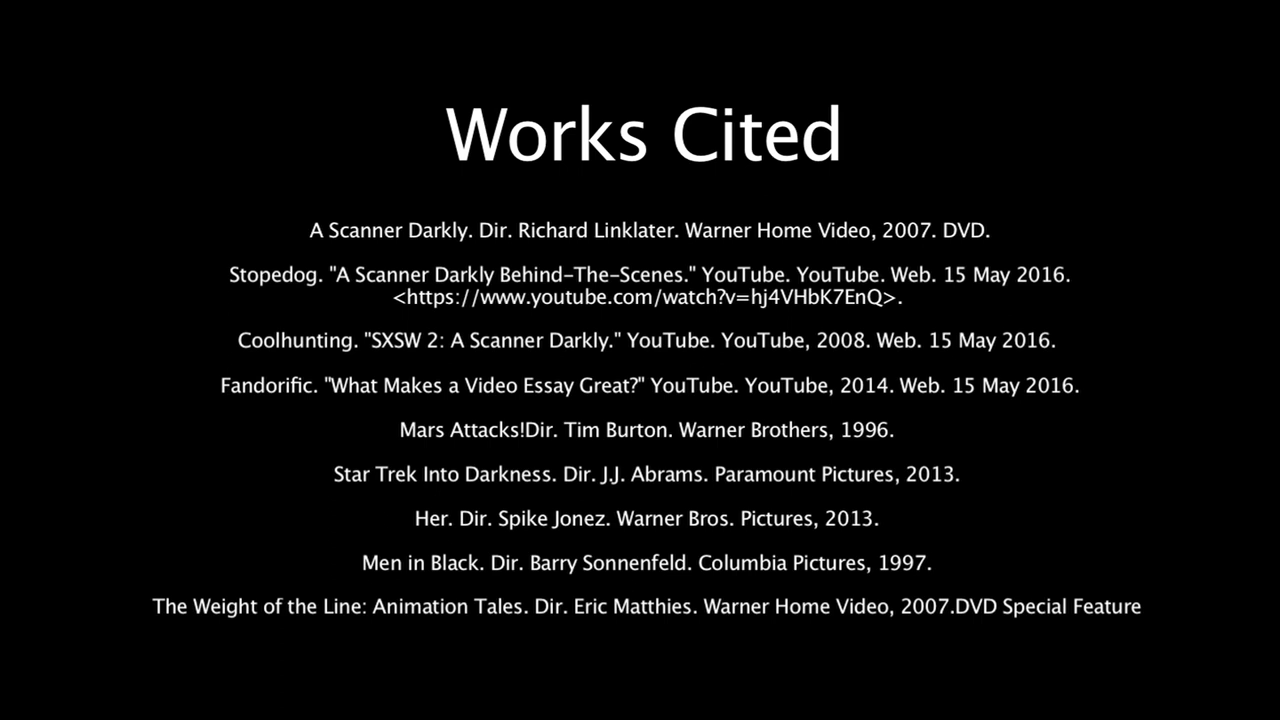 Works Cited
A Scanner Darkly. Dir. Richard Linklater. Warner Home Video, 2007. DVD.
Stopedog. "A Scanner Darkly Behind-The-Scenes." YouTube. YouTube. Web. 15 May 2016.
<https://www.youtube.com/watch?v=hj4VHbK7EnQ>.
Coolhunting. "SXSW 2: A Scanner Darkly." YouTube. YouTube, 2008. Web. 15 May 2016.
Fandorific. "What Makes a Video Essay Great?" YouTube. YouTube, 2014. Web. 15 May 2016.
Mars Attacks!Dir. Tim Burton. Warner Brothers, 1996.
Star Trek Into Darkness. Dir. J.J. Abrams. Paramount Pictures, 2013.
Her. Dir. Spike Jonez. Warner Bros. Pictures, 2013.
Men in Black. Dir. Barry Sonnenfeld. Columbia Pictures, 1997.
The Weight of the Line: Animation Tales. Dir. Eric Matthies. Warner Home Video, 2007.DVD Special Feature